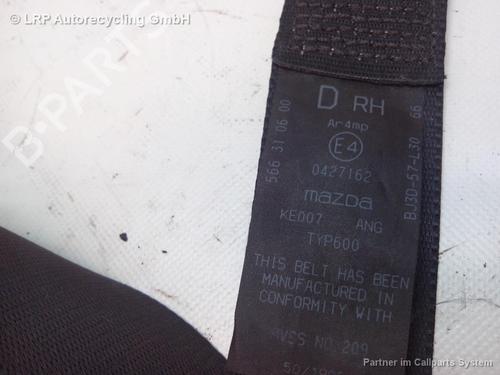 LRP Autorecycling GmbH
B-PARTS
D RH
Ar4mp
E4
0427162
mazda
KE007 ANG
TYP600
THIS BELT HAS BEEN
MANUFACTURED IN
CONFORMITY WITH
MVSS NO 209
566 31 06 00
BJ3D-57-L30 66
Partner im Callparts System